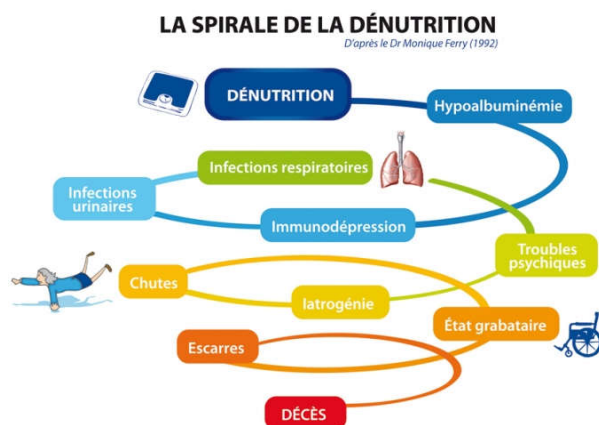 LA SPIRALE DE LA DÉNUTRITION
D'après le Dr Monique Ferry (1992)
DÉNUTRITION
Hypoalbuminémie
Infections respiratoires
Infections
urinaires
Immunodépression
Troubles
psychiques
Chutes
Iatrogénie
État grabataire
Escarres
DÉCÈS